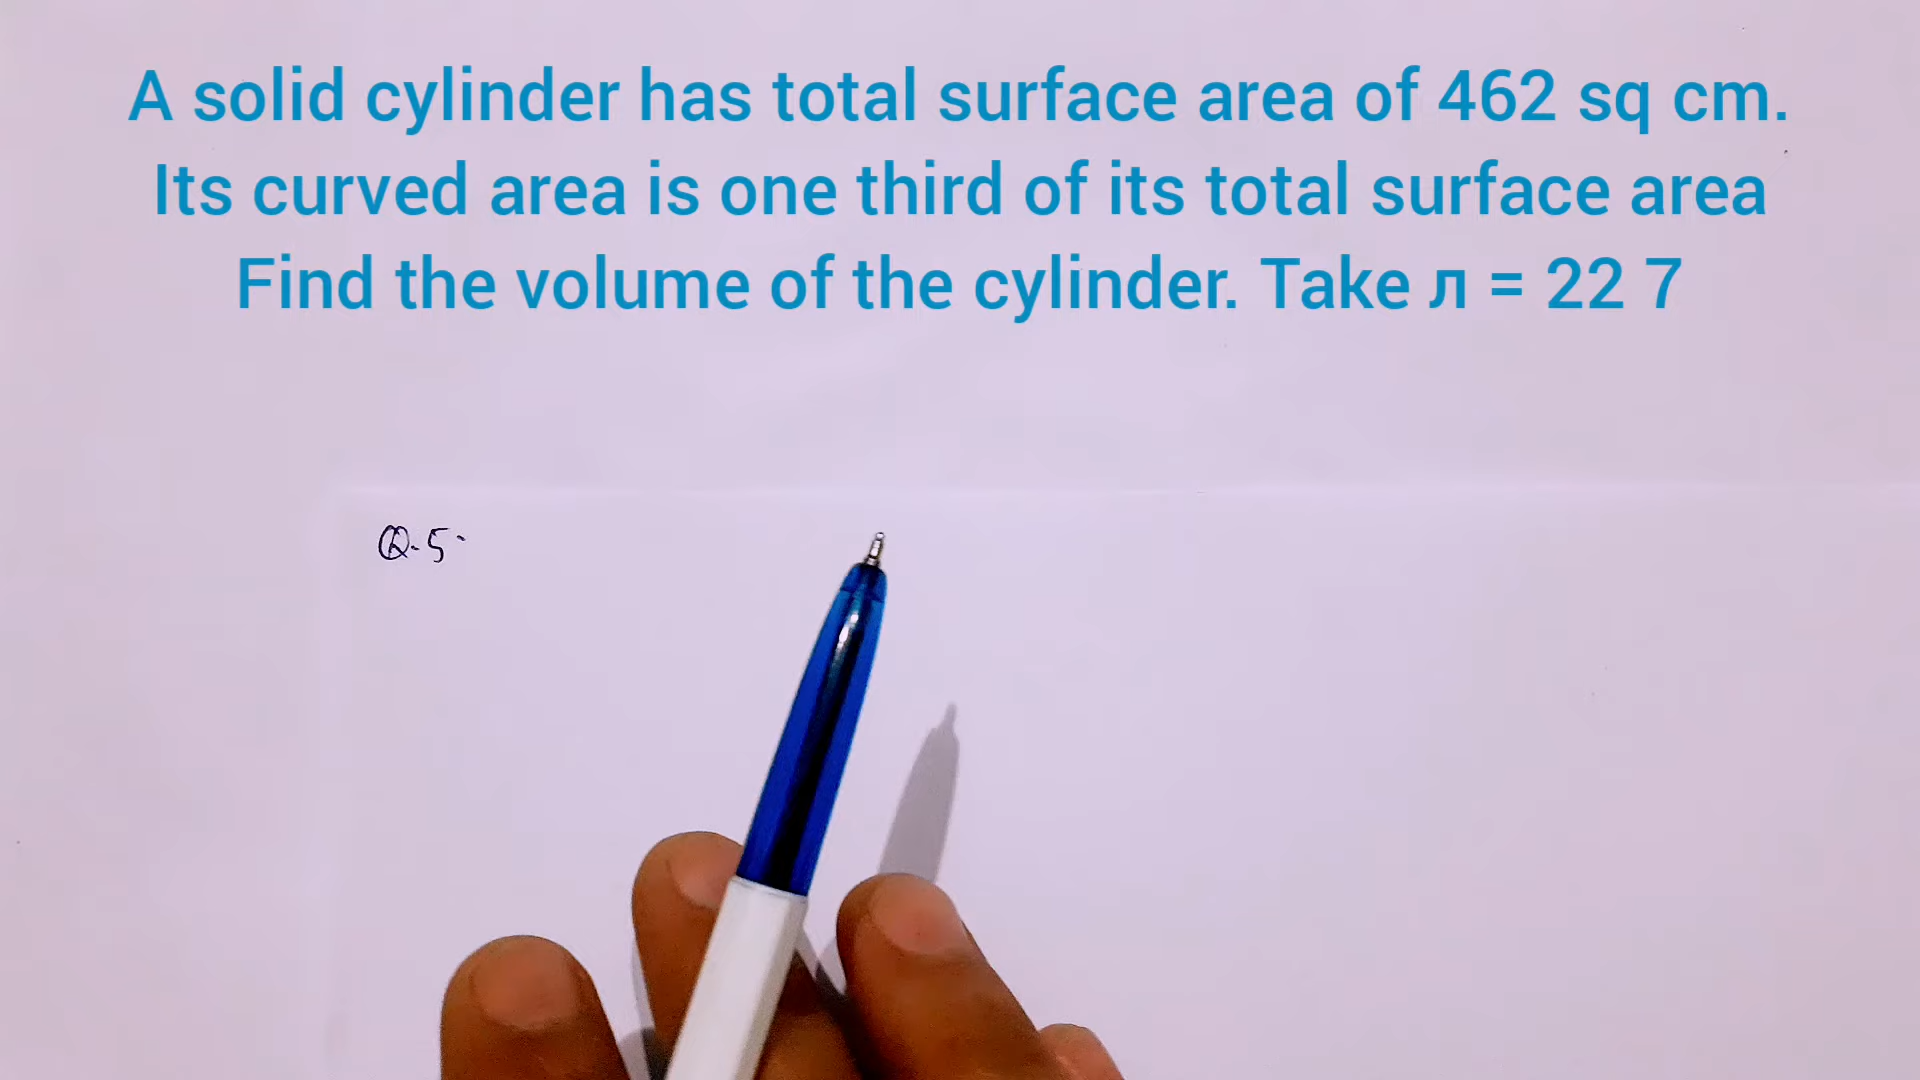 A solid cylinder has total surface area of 462 sq cm.
Its curved area is one third of its total surface area
Find the volume of the cylinder. Take л = 22 7
Q.5.